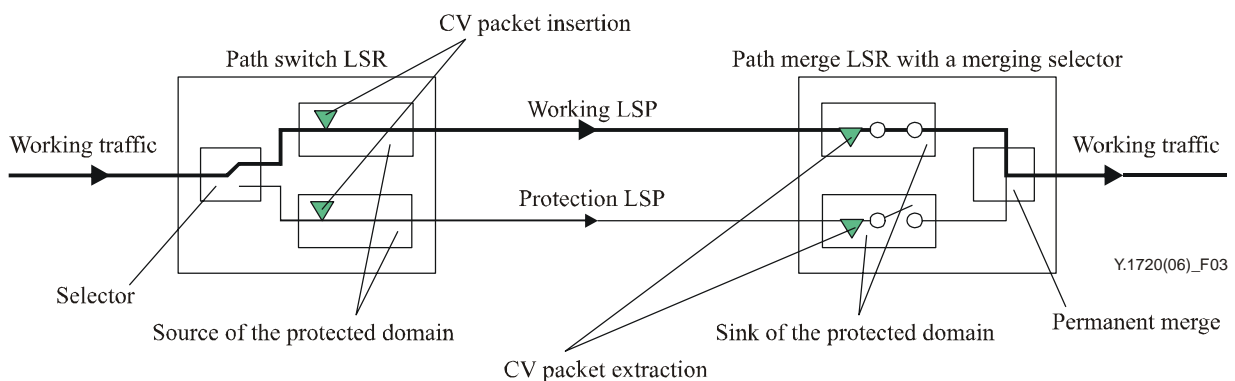 CV packet insertion
Path switch LSR
Path merge LSR with a merging selector
Working LSP
Working traffic
Working traffic
Protection LSP
Y.1720(06)_F03
Selector
Permanent merge
Source of the protected domain
Sink of the protected domain
CV packet extraction